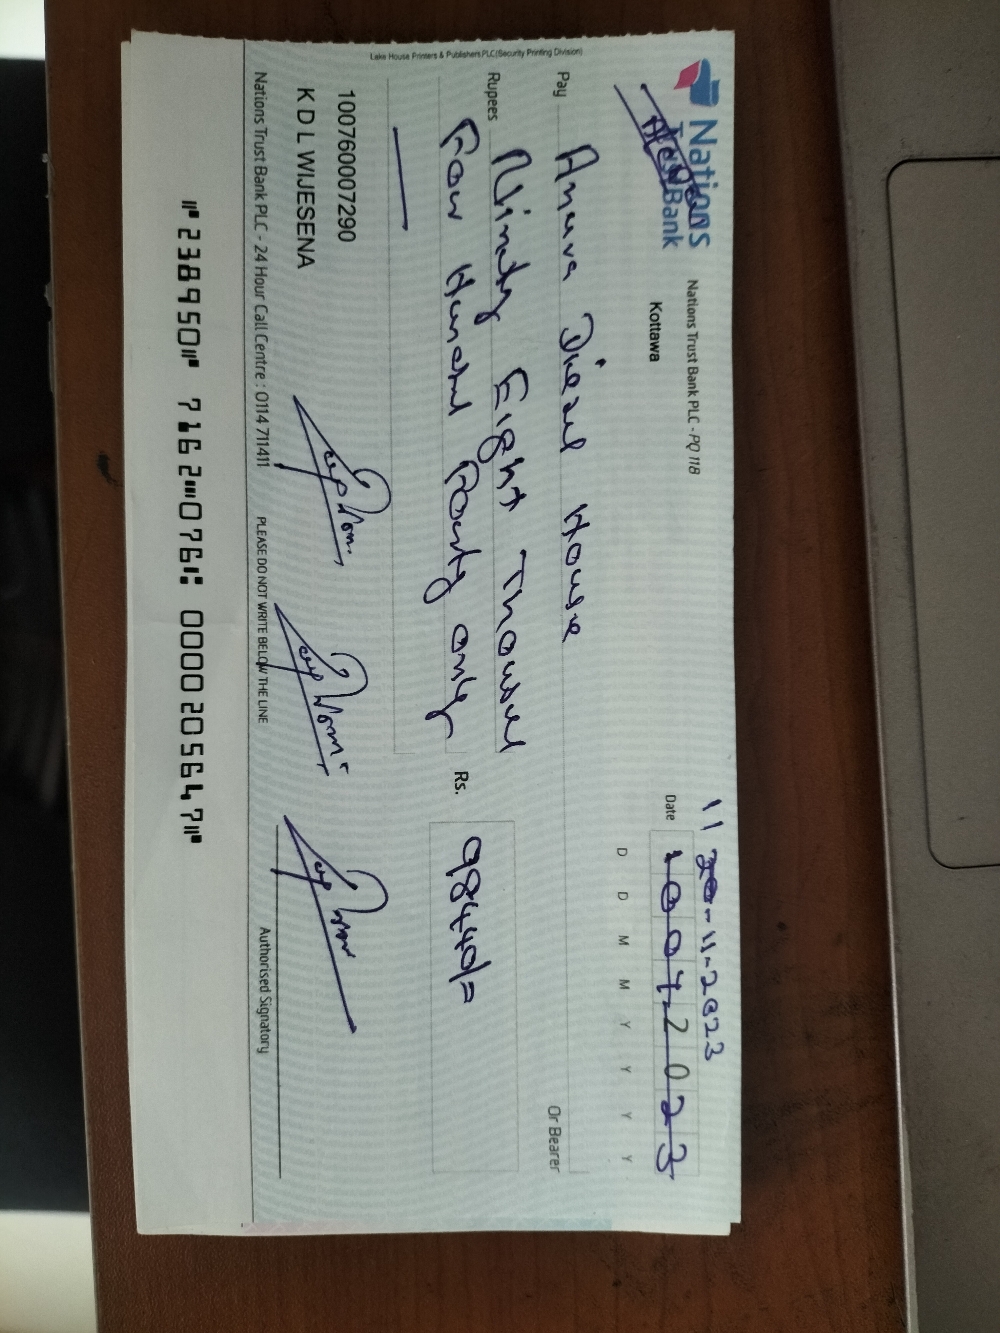 Lake House Printers & Publishers PLC(Security Printing Division)
Nations
Trust Bank
Nations Trust Bank PLC - PQ 118
Kottawa
11 20-11-2023
Date 10042023
D D M M Y Y Y Y
Pay Anura Diesel House Or Bearer
Rupees Ninety Eight Thousand
Four Hundred Fourty only Rs. 98440/=
100760007290
K D L WIJESENA
Nations Trust Bank PLC - 24 Hour Call Centre : 0114 711411 PLEASE DO NOT WRITE BELOW THE LINE Authorised Signatory
⑈238950⑈ 7162⑉076⑆ 0000205647⑈